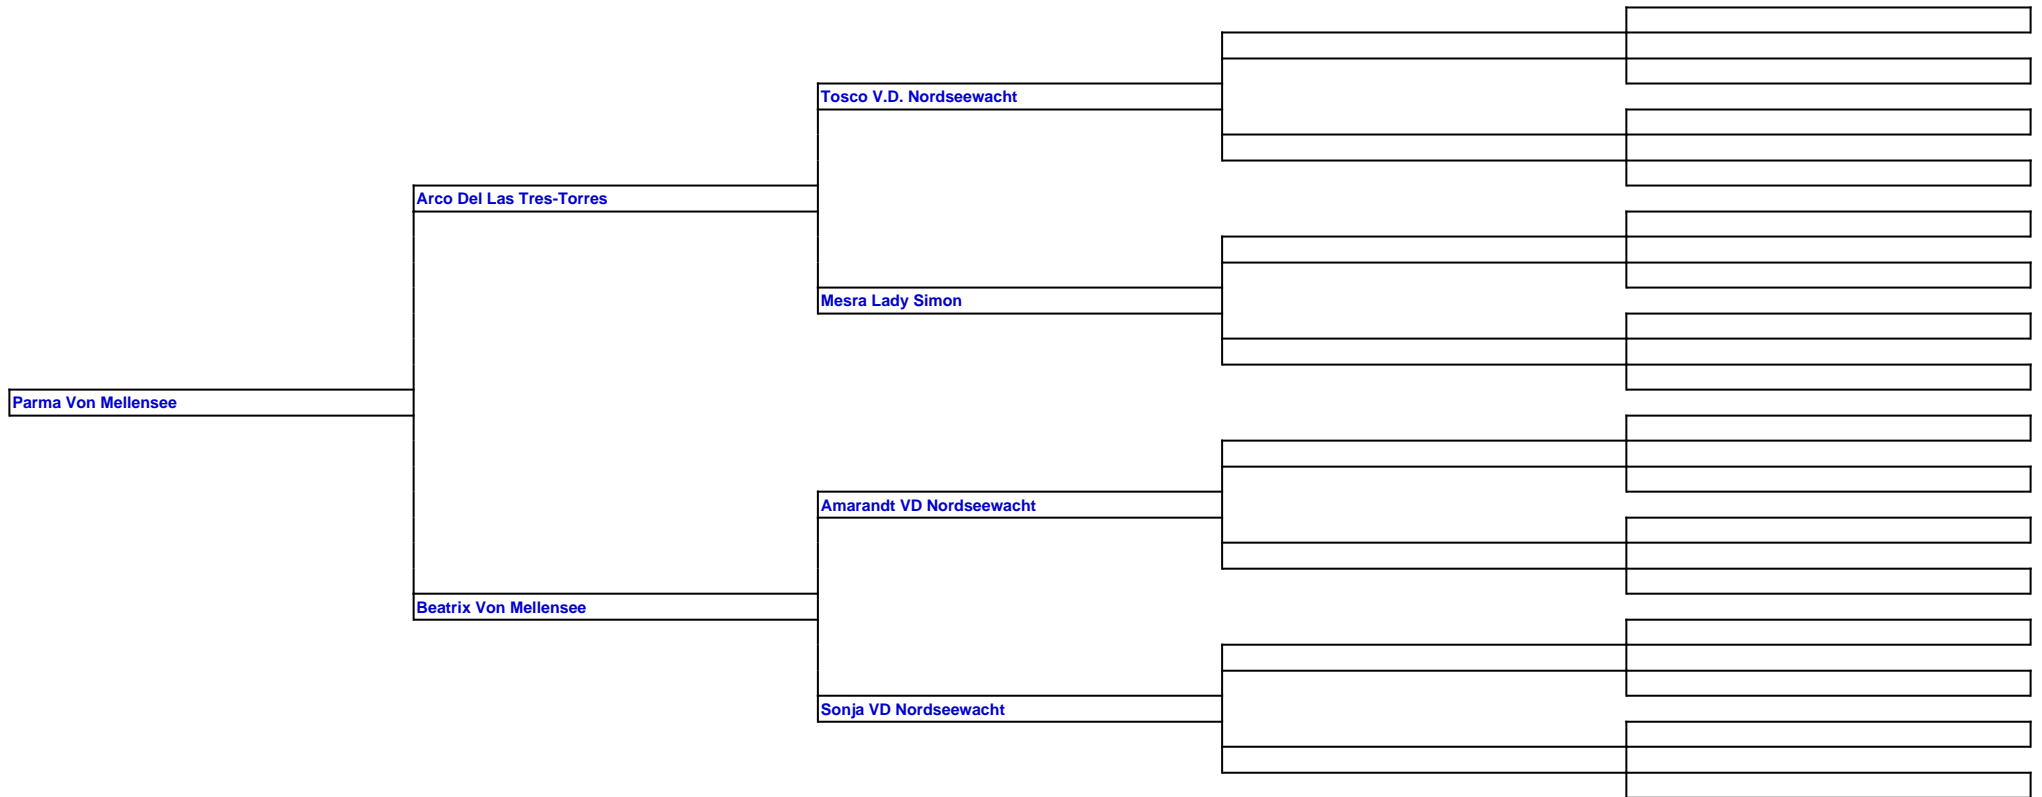 Tosco V.D. Nordseewacht
Arco Del Las Tres-Torres
Mesra Lady Simon
Parma Von Mellensee
Amarandt VD Nordseewacht
Beatrix Von Mellensee
Sonja VD Nordseewacht